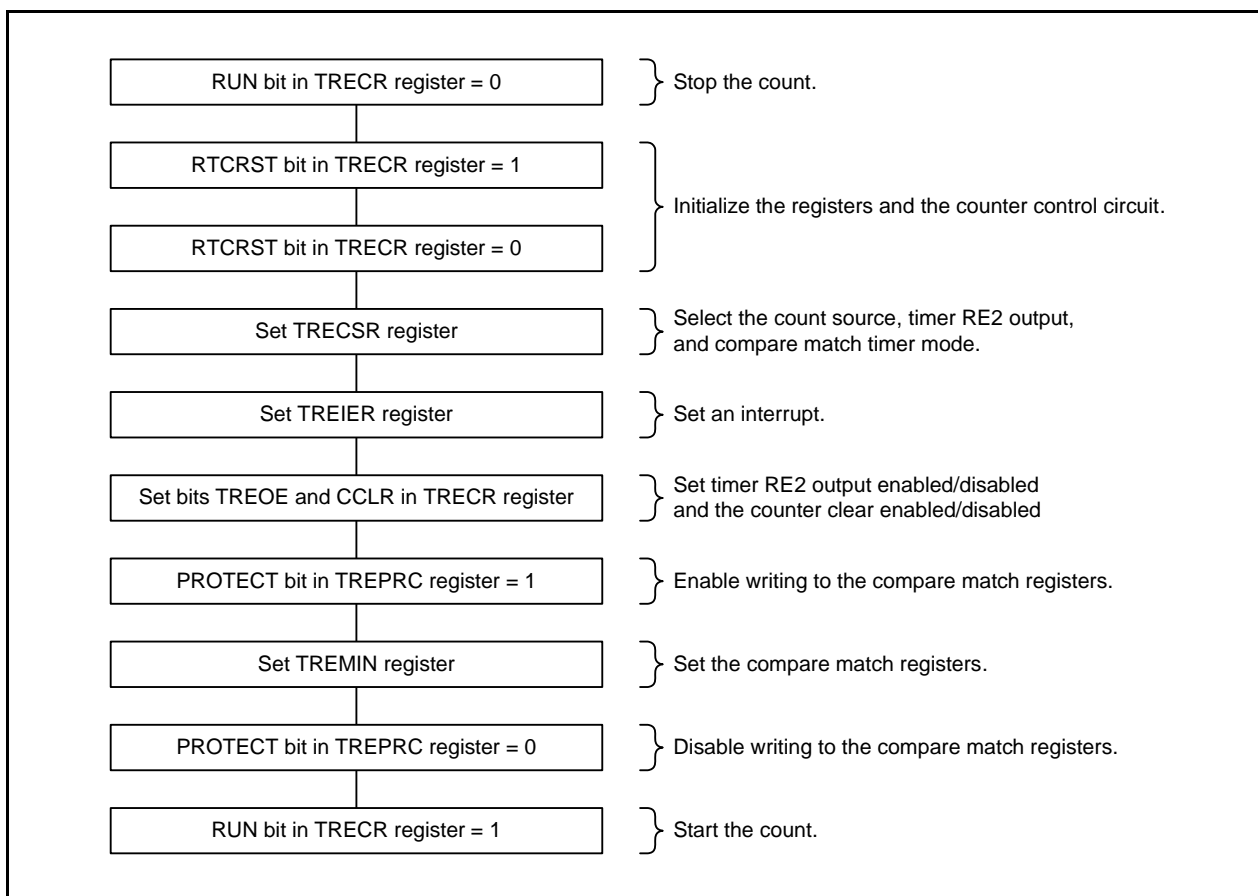 RUN bit in TRECR register = 0
Stop the count.
RTCRST bit in TRECR register = 1
Initialize the registers and the counter control circuit.
RTCRST bit in TRECR register = 0
Set TRECSR register
Select the count source, timer RE2 output,
and compare match timer mode.
Set TREIER register
Set an interrupt.
Set bits TREOE and CCLR in TRECR register
Set timer RE2 output enabled/disabled
and the counter clear enabled/disabled
PROTECT bit in TREPRC register = 1
Enable writing to the compare match registers.
Set TREMIN register
Set the compare match registers.
PROTECT bit in TREPRC register = 0
Disable writing to the compare match registers.
RUN bit in TRECR register = 1
Start the count.